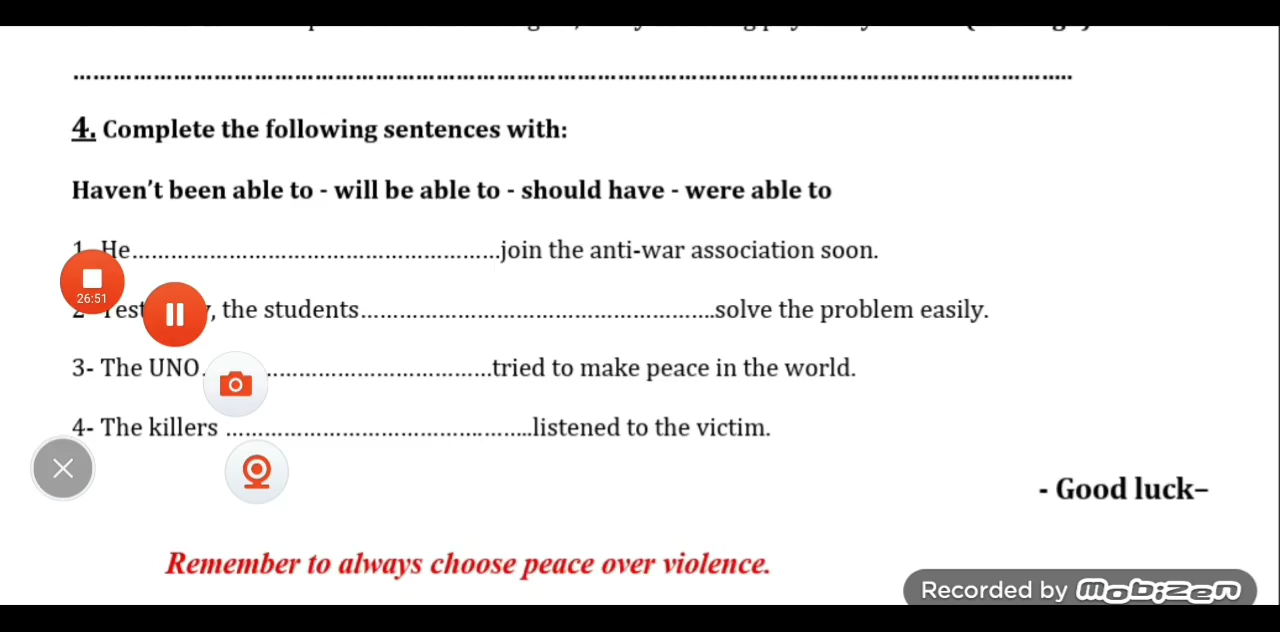 ……………………………………………………………………………………………………………………………..
4. Complete the following sentences with:
Haven't been able to - will be able to - should have - were able to
1- He……………………………………………….join the anti-war association soon.
26:51
, the students……………………………………………..solve the problem easily.
3- The UNO……………………………………tried to make peace in the world.
4- The killers ……………………………………..listened to the victim.
- Good luck–
Remember to always choose peace over violence.
Recorded by mobizen